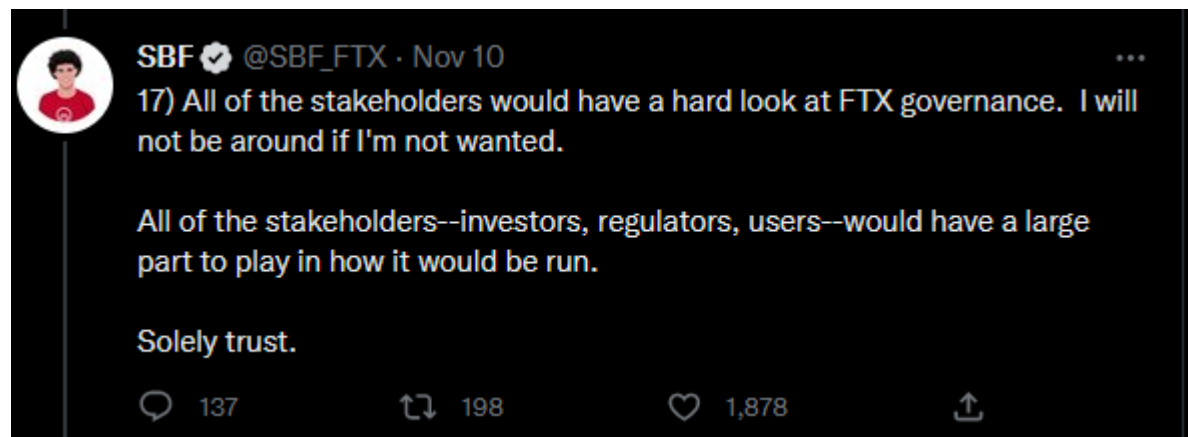 SBF @SBF_FTX · Nov 10
17) All of the stakeholders would have a hard look at FTX governance.  I will
not be around if I'm not wanted.
All of the stakeholders--investors, regulators, users--would have a large
part to play in how it would be run.
Solely trust.
137 198 1,878